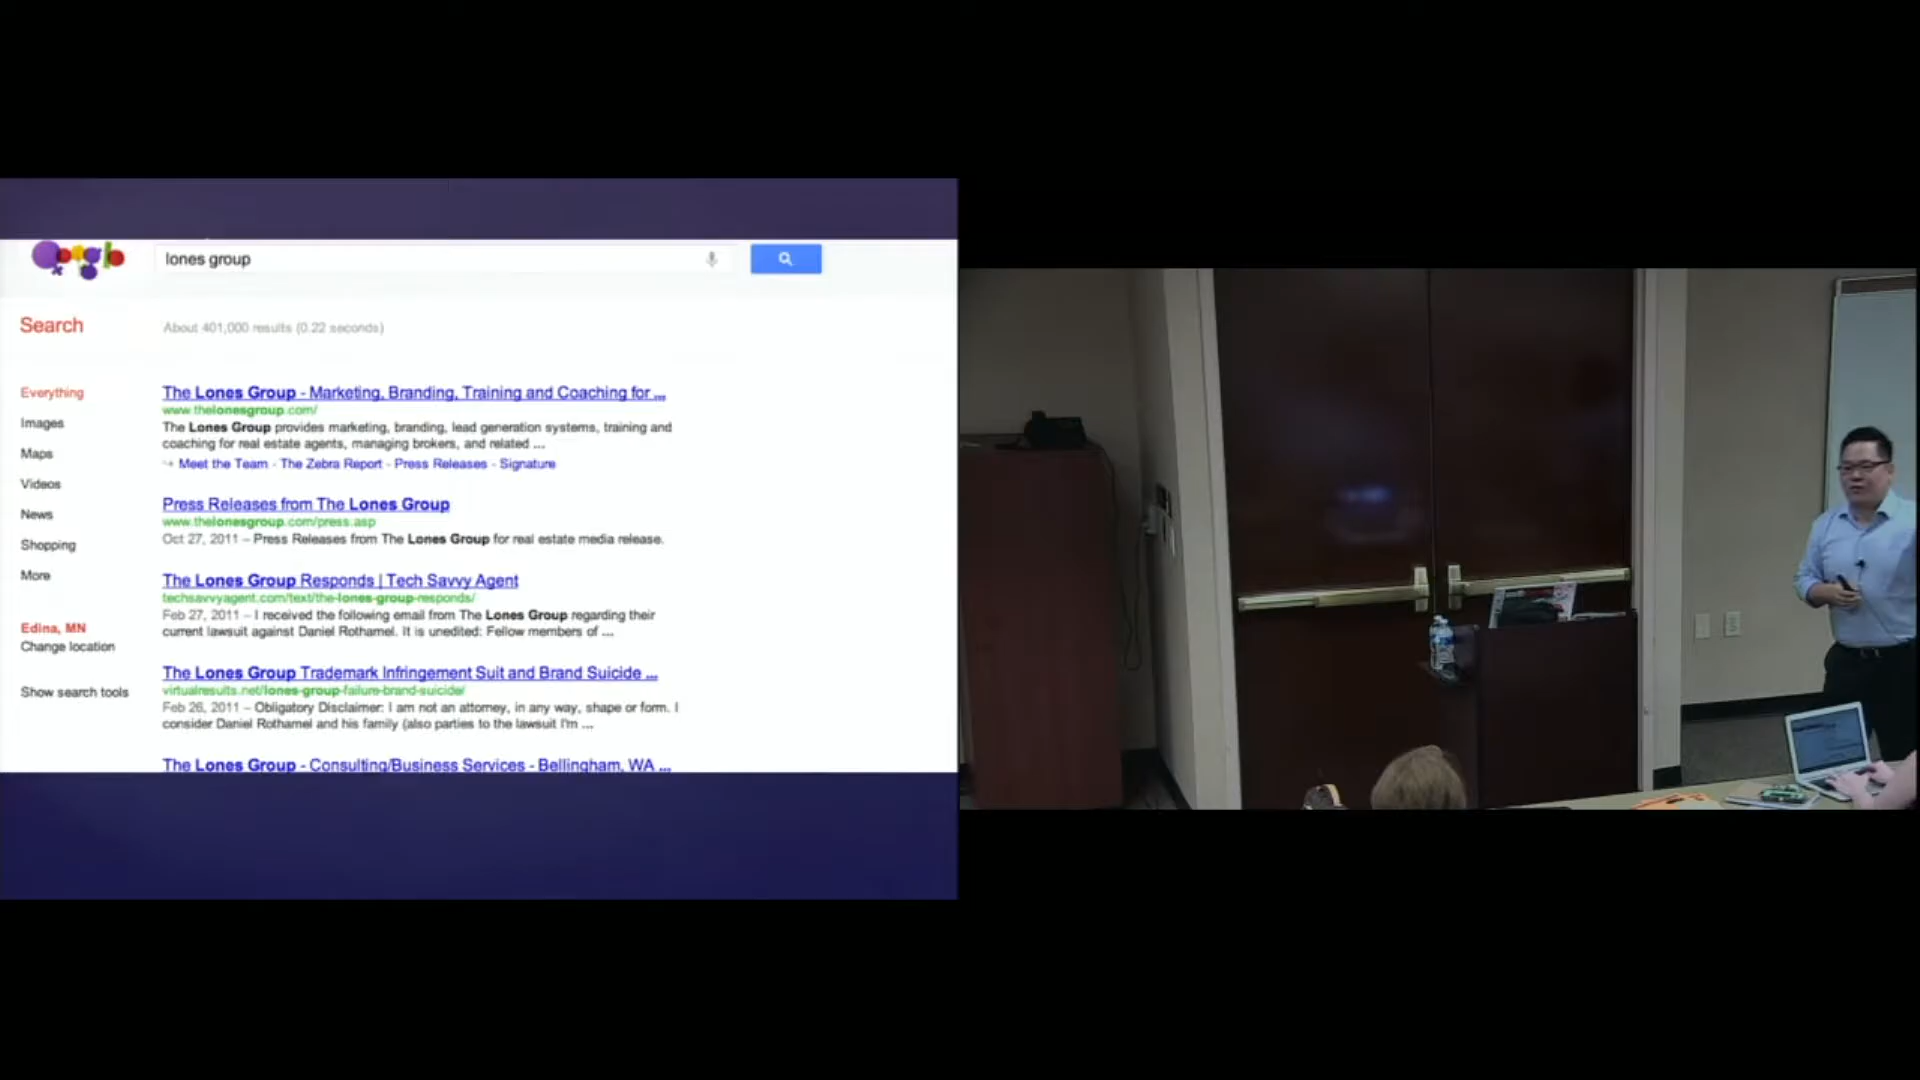 lones group
Search
About 401,000 results (0.22 seconds)
Everything
Images
Maps
Videos
News
Shopping
More
Edina, MN
Change location
Show search tools
The Lones Group - Marketing, Branding, Training and Coaching for ...
www.thelonesgroup.com/
The Lones Group provides marketing, branding, lead generation systems, training and
coaching for real estate agents, managing brokers, and related ...
Meet the Team - The Zebra Report - Press Releases - Signature
Press Releases from The Lones Group
www.thelonesgroup.com/press.asp
Oct 27, 2011 – Press Releases from The Lones Group for real estate media release.
The Lones Group Responds | Tech Savvy Agent
techsavvyagent.com/text/the-lones-group-responds/
Feb 27, 2011 – I received the following email from The Lones Group regarding their
current lawsuit against Daniel Rothamel. It is unedited: Fellow members of ...
The Lones Group Trademark Infringement Suit and Brand Suicide ...
virtualresults.net/lones-group-failure-brand-suicide/
Feb 26, 2011 – Obligatory Disclaimer: I am not an attorney, in any way, shape or form. I
consider Daniel Rothamel and his family (also parties to the lawsuit I'm ...
The Lones Group - Consulting/Business Services - Bellingham, WA ...